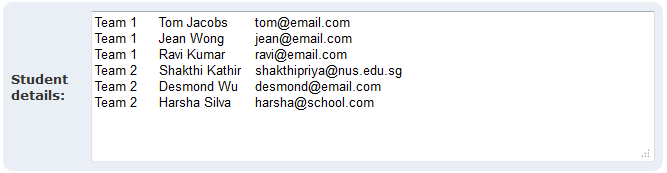 Student details:
Team 1 Tom Jacobs tom@email.com
Team 1 Jean Wong jean@email.com
Team 1 Ravi Kumar ravi@email.com
Team 2 Shakthi Kathir shakthipriya@nus.edu.sg
Team 2 Desmond Wu desmond@email.com
Team 2 Harsha Silva harsha@school.com